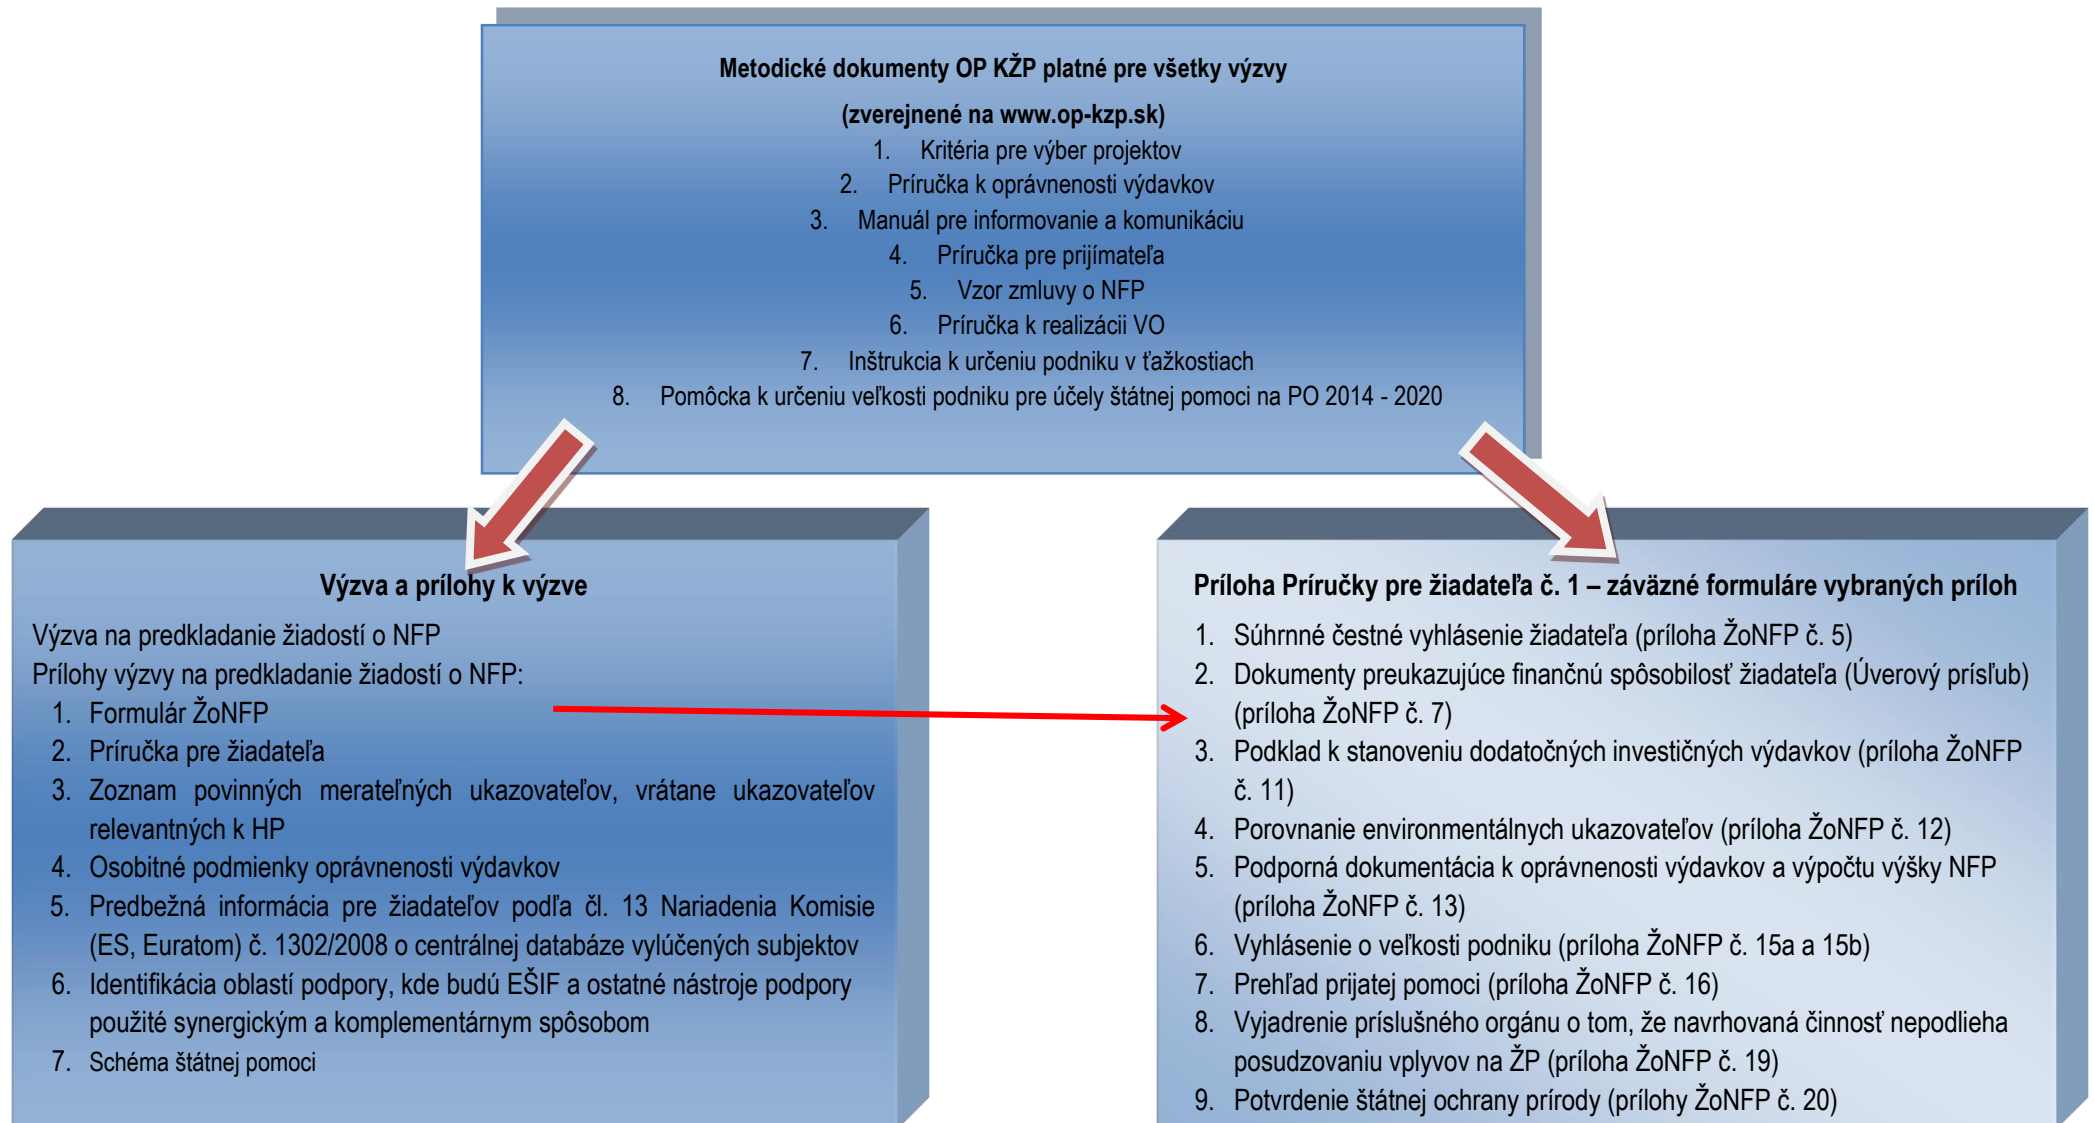 Metodické dokumenty OP KŽP platné pre všetky výzvy
(zverejnené na www.op-kzp.sk)
1. Kritéria pre výber projektov
2. Príručka k oprávnenosti výdavkov
3. Manuál pre informovanie a komunikáciu
4. Príručka pre prijímateľa
5. Vzor zmluvy o NFP
6. Príručka k realizácii VO
7. Inštrukcia k určeniu podniku v ťažkostiach
8. Pomôcka k určeniu veľkosti podniku pre účely štátnej pomoci na PO 2014 - 2020
Výzva a prílohy k výzve
Výzva na predkladanie žiadostí o NFP
Prílohy výzvy na predkladanie žiadostí o NFP:
1. Formulár ŽoNFP
2. Príručka pre žiadateľa
3. Zoznam povinných merateľných ukazovateľov, vrátane ukazovateľov
relevantných k HP
4. Osobitné podmienky oprávnenosti výdavkov
5. Predbežná informácia pre žiadateľov podľa čl. 13 Nariadenia Komisie
(ES, Euratom) č. 1302/2008 o centrálnej databáze vylúčených subjektov
6. Identifikácia oblastí podpory, kde budú EŠIF a ostatné nástroje podpory
použité synergickým a komplementárnym spôsobom
7. Schéma štátnej pomoci
Príloha Príručky pre žiadateľa č. 1 – záväzné formuláre vybraných príloh
1. Súhrnné čestné vyhlásenie žiadateľa (príloha ŽoNFP č. 5)
2. Dokumenty preukazujúce finančnú spôsobilosť žiadateľa (Úverový prísľub)
(príloha ŽoNFP č. 7)
3. Podklad k stanoveniu dodatočných investičných výdavkov (príloha ŽoNFP
č. 11)
4. Porovnanie environmentálnych ukazovateľov (príloha ŽoNFP č. 12)
5. Podporná dokumentácia k oprávnenosti výdavkov a výpočtu výšky NFP
(príloha ŽoNFP č. 13)
6. Vyhlásenie o veľkosti podniku (príloha ŽoNFP č. 15a a 15b)
7. Prehľad prijatej pomoci (príloha ŽoNFP č. 16)
8. Vyjadrenie príslušného orgánu o tom, že navrhovaná činnosť nepodlieha
posudzovaniu vplyvov na ŽP (príloha ŽoNFP č. 19)
9. Potvrdenie štátnej ochrany prírody (prílohy ŽoNFP č. 20)